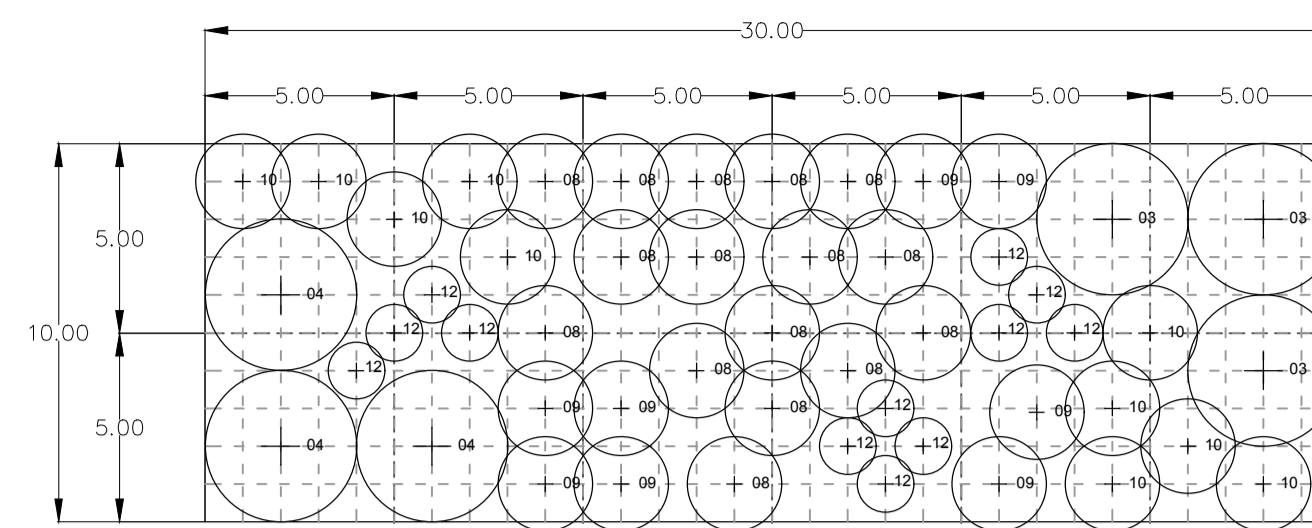 30.00
5.00 5.00 5.00 5.00 5.00 5.00
10 10 10 08 08 08 08 08 09 09
10 03 03
5.00
10 08 08 08 08 12
04 12 12
10.00 12 12 08 08 08 12 12 10
12 08 08 03
09 09 08 12 09 10
5.00
04 04 12 12 10
09 09 08 12 09 10 10